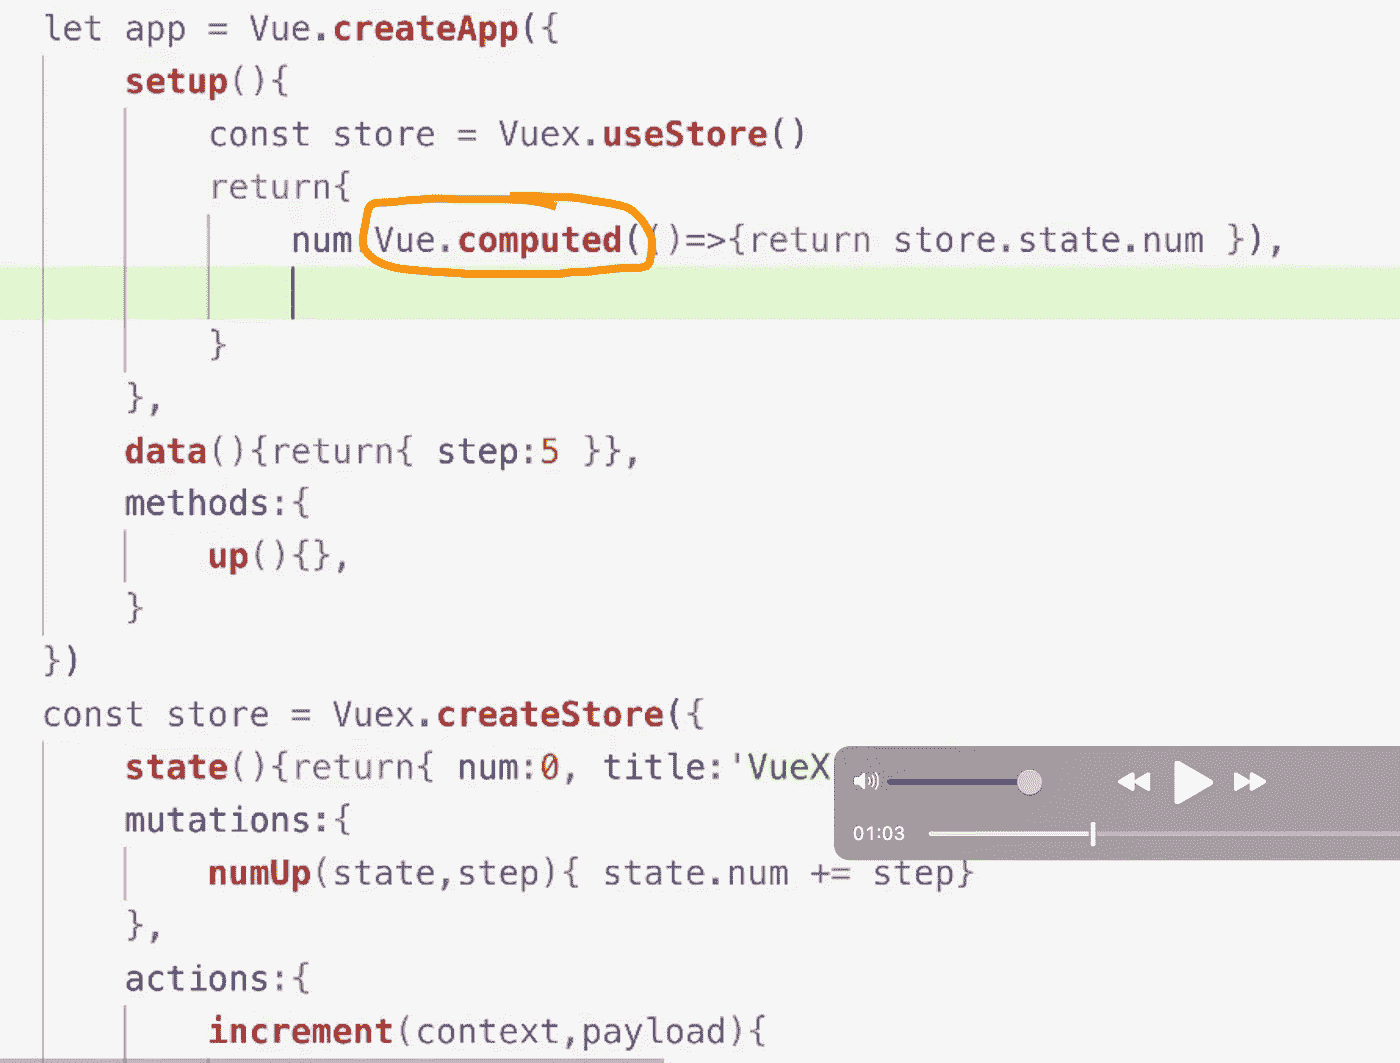 let app = Vue.createApp({
setup(){
const store = Vuex.useStore()
return{
num Vue.computed(()=>{return store.state.num }),
}
},
data(){return{ step:5 }},
methods:{
up(){},
}
})
const store = Vuex.createStore({
state(){return{ num:0, title:'VueX
mutations:{
numUp(state,step){ state.num += step}
},
actions:{
increment(context,payload){
01:03